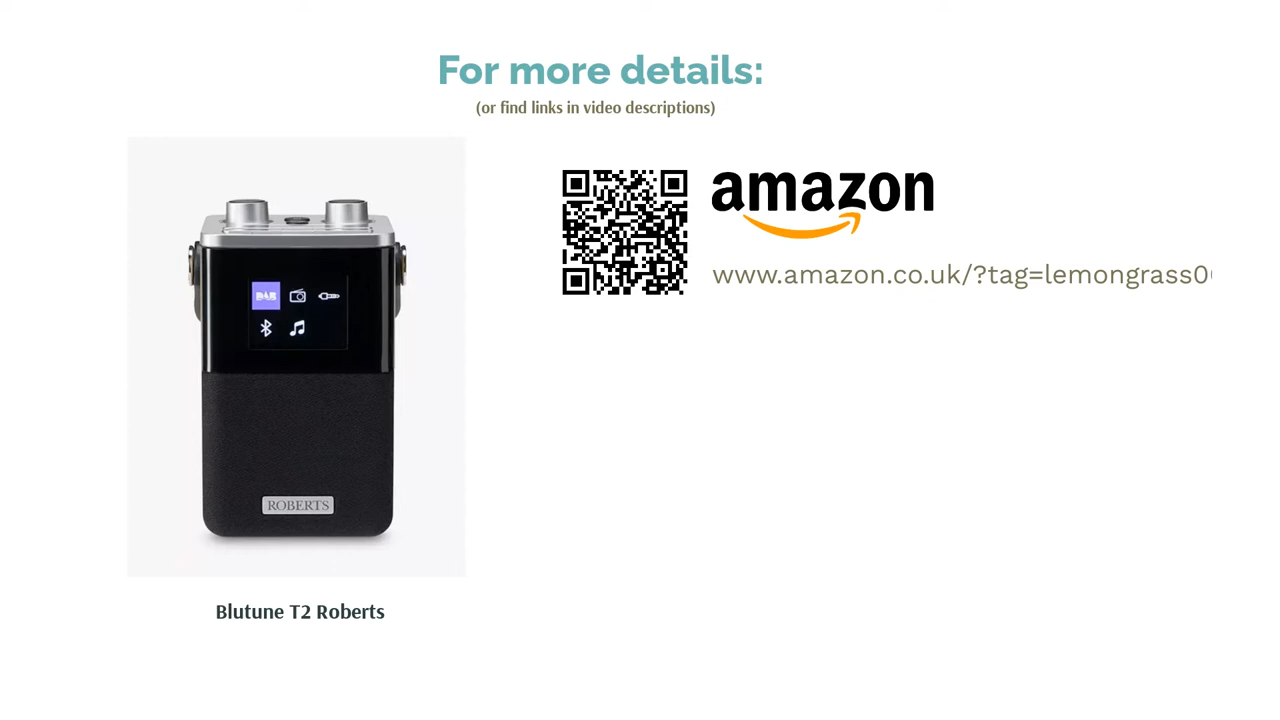 For more details:
(or find links in video descriptions)
amazon
www.amazon.co.uk/?tag=lemongrass0
DAB
ROBERTS
Blutune T2 Roberts